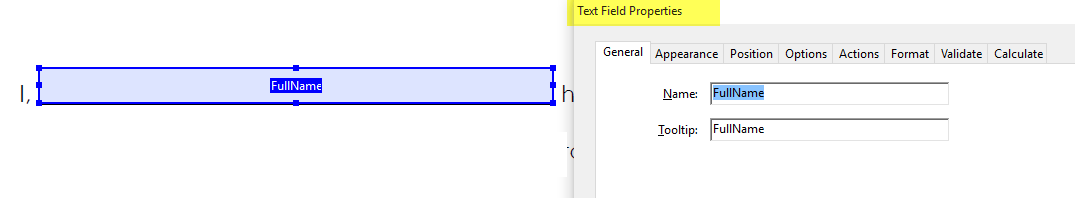 Text Field Properties
General Appearance Position Options Actions Format Validate Calculate
I, FullName h
Name: FullName
Tooltip: FullName